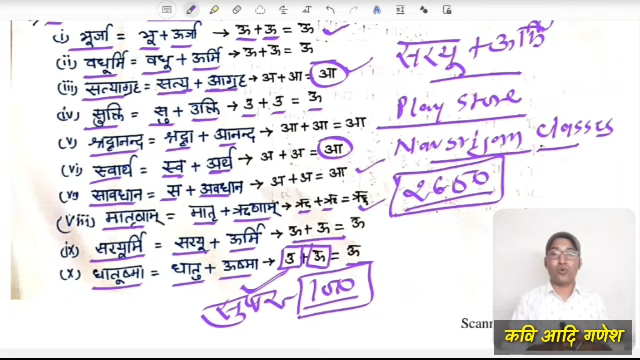 (i) भूर्जा = भू + ऊर्जा → ऊ + ऊ = ऊ
(ii) वधूर्मि = वधू + ऊर्मि → ऊ + ऊ = ऊ
(iii) सत्याग्रह = सत्य + आग्रह → अ + आ = आ
(iv) सूक्ति = सु + उक्ति → उ + उ = ऊ
(v) श्रद्धानन्द = श्रद्धा + आनन्द → आ + आ = आ
(vi) स्वार्थ = स्व + अर्थ → अ + अ = आ
(vii) सावधान = स + अवधान → अ + अ = आ
(viii) मातॄणाम् = मातृ + ऋणाम् → ऋ + ऋ = ॠ
(ix) सरयूर्मि = सरयू + ऊर्मि → ऊ + ऊ = ऊ
(x) धातूष्मा = धातु + ऊष्मा → उ + ऊ = ऊ
सुपर 100
सरयू + ऊर्मि
Play Store
Navsrijan classes
2600
Scann
कवि आदि गणेश